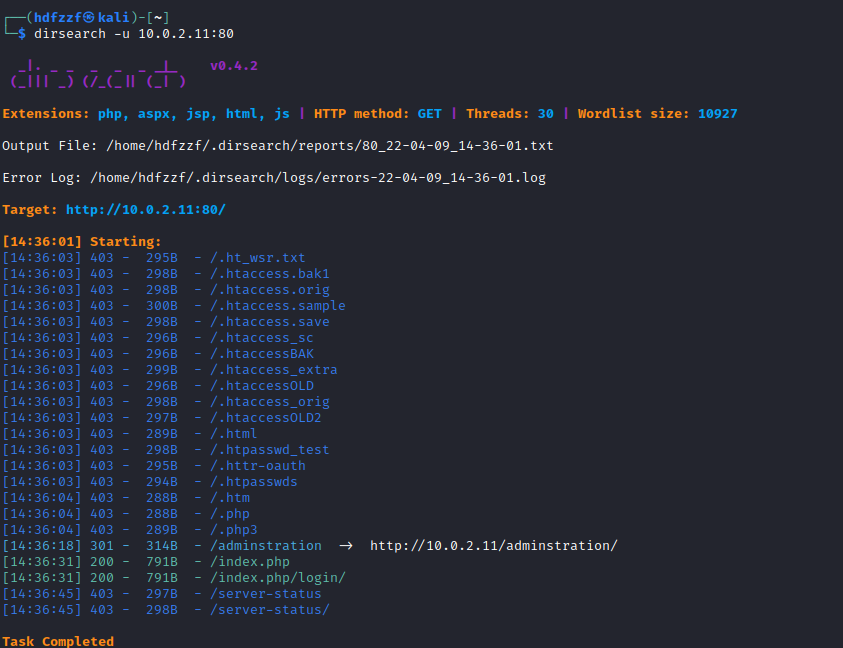 ┌──(hdfzzf㉿kali)-[~]
└─$ dirsearch -u 10.0.2.11:80
_|. _ _  _  _  _ _|_    v0.4.2
(_||| _) (/_(_|| (_| )
Extensions: php, aspx, jsp, html, js | HTTP method: GET | Threads: 30 | Wordlist size: 10927
Output File: /home/hdfzzf/.dirsearch/reports/80_22-04-09_14-36-01.txt
Error Log: /home/hdfzzf/.dirsearch/logs/errors-22-04-09_14-36-01.log
Target: http://10.0.2.11:80/
[14:36:01] Starting:
[14:36:03] 403 -  295B  - /.ht_wsr.txt
[14:36:03] 403 -  298B  - /.htaccess.bak1
[14:36:03] 403 -  298B  - /.htaccess.orig
[14:36:03] 403 -  300B  - /.htaccess.sample
[14:36:03] 403 -  298B  - /.htaccess.save
[14:36:03] 403 -  296B  - /.htaccess_sc
[14:36:03] 403 -  296B  - /.htaccessBAK
[14:36:03] 403 -  299B  - /.htaccess_extra
[14:36:03] 403 -  296B  - /.htaccessOLD
[14:36:03] 403 -  298B  - /.htaccess_orig
[14:36:03] 403 -  297B  - /.htaccessOLD2
[14:36:03] 403 -  289B  - /.html
[14:36:03] 403 -  298B  - /.htpasswd_test
[14:36:03] 403 -  295B  - /.httr-oauth
[14:36:03] 403 -  294B  - /.htpasswds
[14:36:04] 403 -  288B  - /.htm
[14:36:04] 403 -  288B  - /.php
[14:36:04] 403 -  289B  - /.php3
[14:36:18] 301 -  314B  - /adminstration  →  http://10.0.2.11/adminstration/
[14:36:31] 200 -  791B  - /index.php
[14:36:31] 200 -  791B  - /index.php/login/
[14:36:45] 403 -  297B  - /server-status
[14:36:45] 403 -  298B  - /server-status/
Task Completed